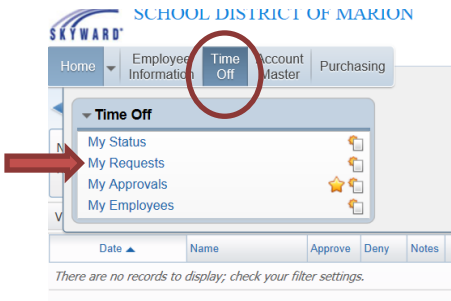 SCHOOL DISTRICT OF MARION
SKYWARD
Home
Employee Information
Time Off
Account Master
Purchasing
Time Off
My Status
My Requests
My Approvals
My Employees
Date Name Approve Deny Notes
There are no records to display; check your filter settings.